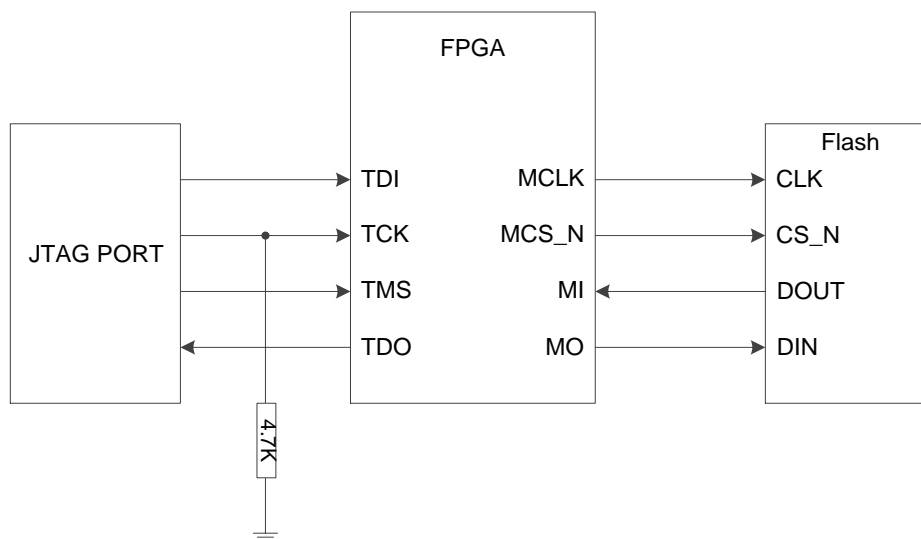 FPGA
Flash
JTAG PORT
TDI
TCK
TMS
TDO
MCLK
MCS_N
MI
MO
CLK
CS_N
DOUT
DIN
4.7K